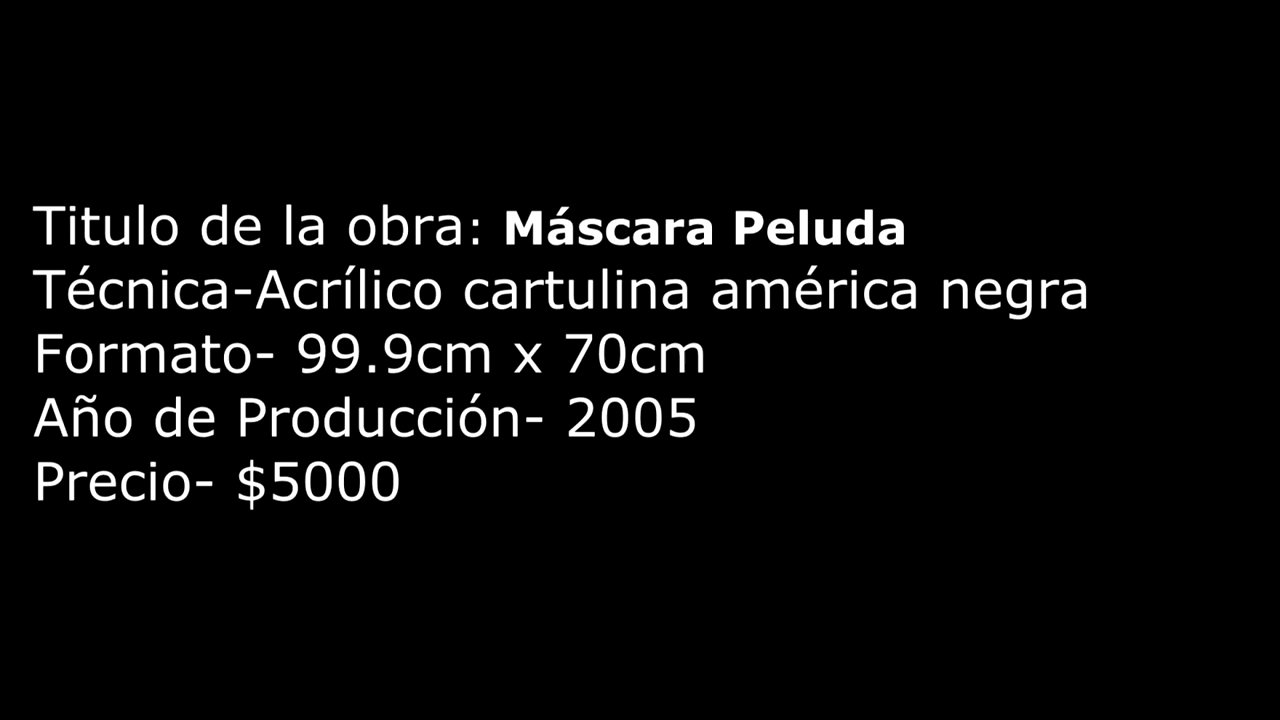 Titulo de la obra: Máscara Peluda
Técnica-Acrílico cartulina américa negra
Formato- 99.9cm x 70cm
Año de Producción- 2005
Precio- $5000